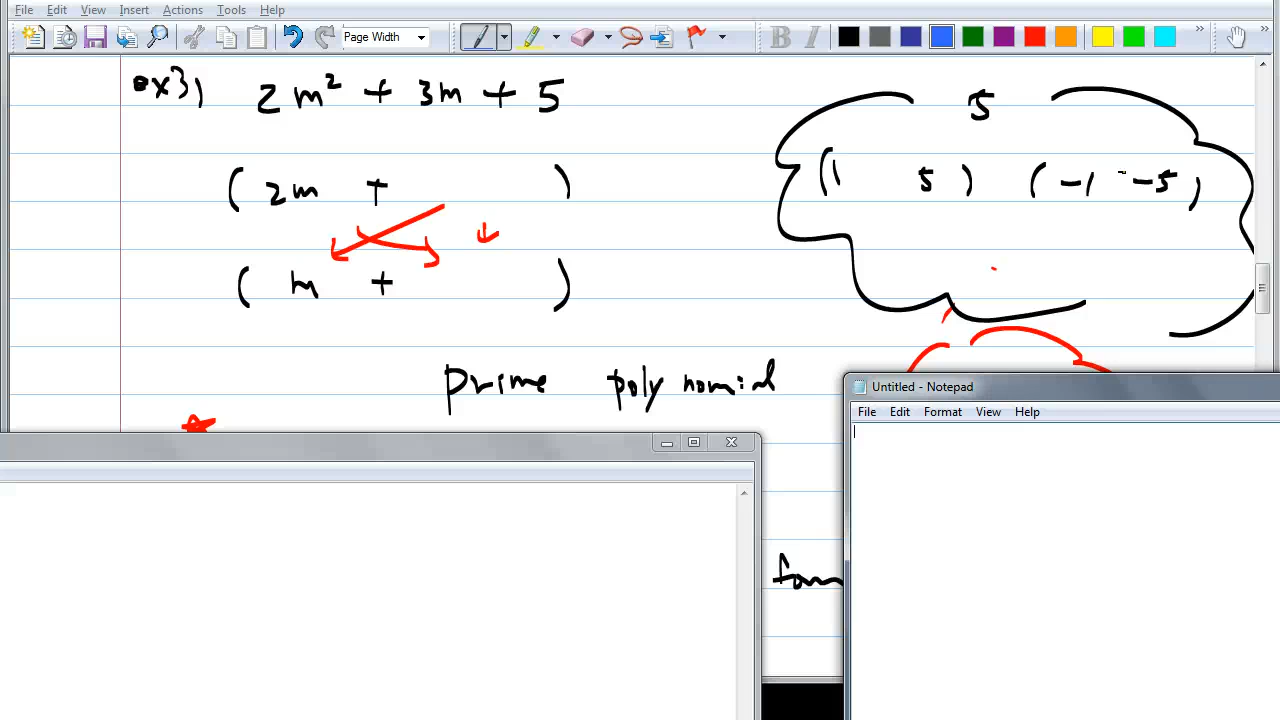 File Edit View Insert Actions Tools Help
Page Width
B I
ex3) 2m² + 3m + 5
5
(1 5) (-1 -5)
(2m + )
(m + )
prime polynomial
Untitled - Notepad
File Edit Format View Help